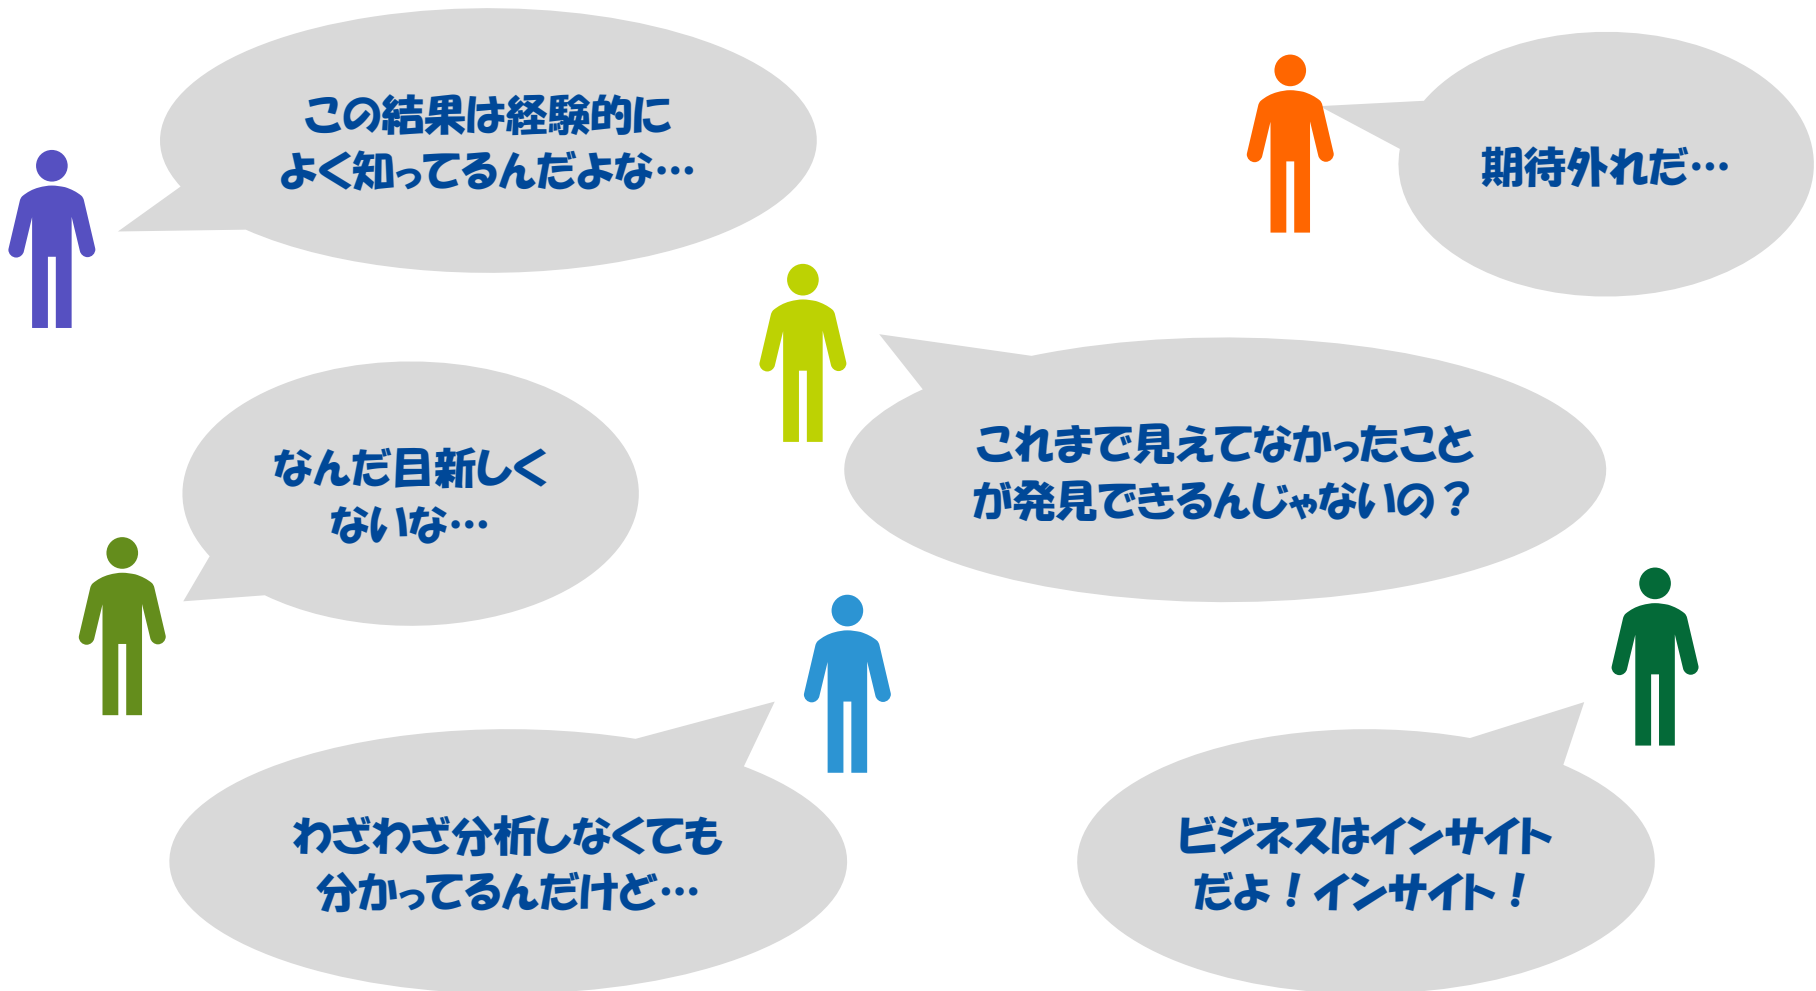 この結果は経験的に
よく知ってるんだよな…
期待外れだ…
なんだ目新しく
ないな…
これまで見えてなかったこと
が発見できるんじゃないの？
わざわざ分析しなくても
分かってるんだけど…
ビジネスはインサイト
だよ！インサイト！